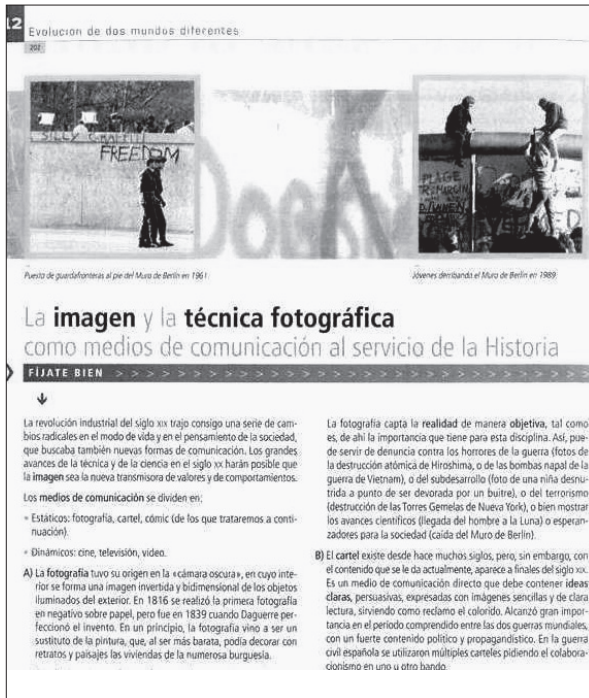 12
Evolución de dos mundos diferentes
202
SILLY
FREEDOM
Puesto de guardafronteras al pie del Muro de Berlín en 1961
Jóvenes derribando el Muro de Berlín en 1989
La imagen y la técnica fotográfica
como medios de comunicación al servicio de la Historia
FÍJATE BIEN > > > > > > > > > > > > > > > > > > > > > > > > > > >
La revolución industrial del siglo XIX trajo consigo una serie de cam-
bios radicales en el modo de vida y en el pensamiento de la sociedad,
que buscaba también nuevas formas de comunicación. Los grandes
avances de la técnica y de la ciencia en el siglo XX harán posible que
la imagen sea la nueva transmisora de valores y de comportamientos.
Los medios de comunicación se dividen en:
• Estáticos: fotografía, cartel, cómic (de los que trataremos a conti-
nuación).
• Dinámicos: cine, televisión, video.
A) La fotografía tuvo su origen en la «cámara oscura», en cuyo inte-
rior se forma una imagen invertida y bidimensional de los objetos
iluminados del exterior. En 1816 se realizó la primera fotografía
en negativo sobre papel, pero fue en 1839 cuando Daguerre per-
feccionó el invento. En un principio, la fotografía vino a ser un
sustituto de la pintura, que, al ser más barata, podía decorar con
retratos y paisajes las viviendas de la numerosa burguesía.
La fotografía capta la realidad de manera objetiva, tal como
es, de ahí la importancia que tiene para esta disciplina. Así, pue-
de servir de denuncia contra los horrores de la guerra (fotos de
la destrucción atómica de Hiroshima, o de las bombas napal de la
guerra de Vietnam), o del subdesarrollo (foto de una niña desnu-
trida a punto de ser devorada por un buitre), o del terrorismo
(destrucción de las Torres Gemelas de Nueva York), o bien mostrar
los avances científicos (llegada del hombre a la Luna) o esperan-
zadores para la sociedad (caída del Muro de Berlín).
B) El cartel existe desde hace muchos siglos, pero, sin embargo, con
el contenido que se le da actualmente, aparece a finales del siglo XIX.
Es un medio de comunicación directo que debe contener ideas
claras, persuasivas, expresadas con imágenes sencillas y de clara
lectura, sirviendo como reclamo el colorido. Alcanzó gran impor-
tancia en el periodo comprendido entre las dos guerras mundiales,
con un fuerte contenido político y propagandístico. En la guerra
civil española se utilizaron múltiples carteles pidiendo el colabora-
cionismo en uno u otro bando.